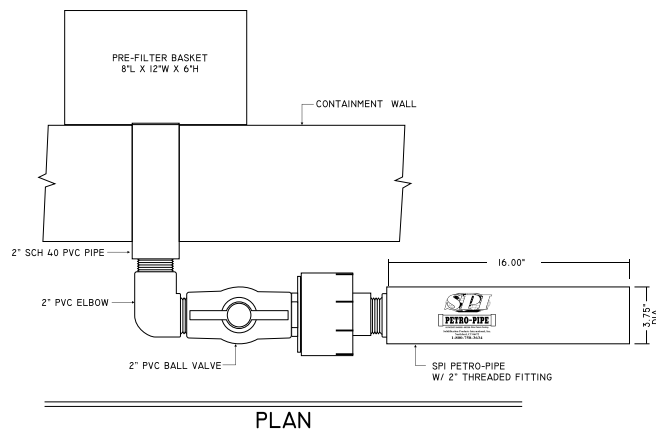 PRE-FILTER BASKET
8"L X 12"W X 6"H
CONTAINMENT WALL
2" SCH 40 PVC PIPE
16.00"
2" PVC ELBOW
SPI
PETRO-PIPE
1-800-758-3634
3.75"
DIA
2" PVC BALL VALVE
SPI PETRO-PIPE
W/ 2" THREADED FITTING
PLAN